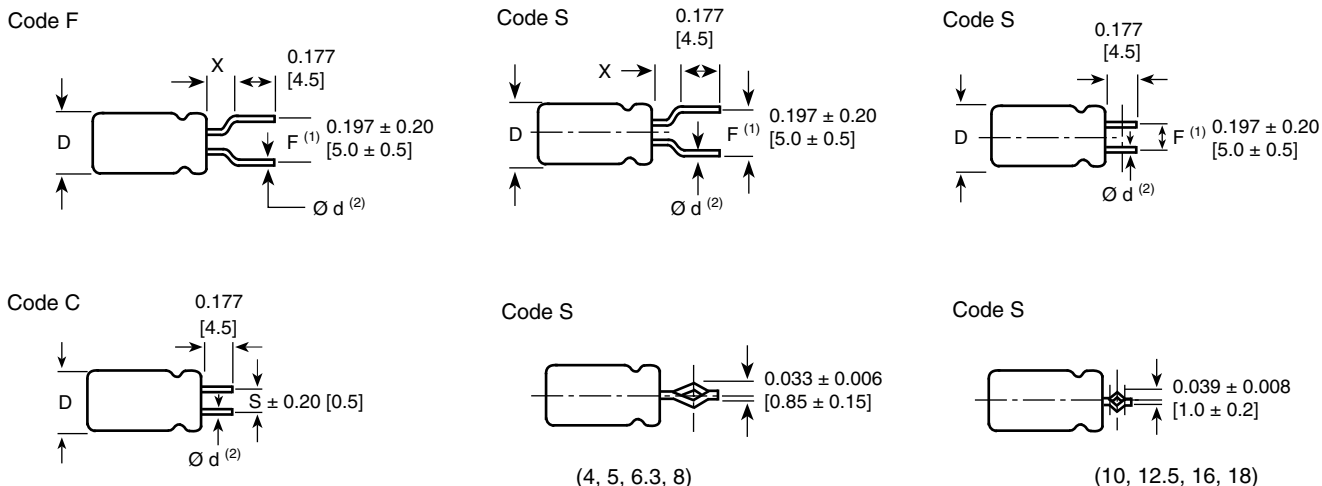 Code F
X
0.177
[4.5]
D
F (1)
0.197 ± 0.20
[5.0 ± 0.5]
Ø d (2)
Code S
0.177
[4.5]
X
D
F (1)
0.197 ± 0.20
[5.0 ± 0.5]
Ø d (2)
Code S
0.177
[4.5]
D
F (1)
0.197 ± 0.20
[5.0 ± 0.5]
Ø d (2)
Code C
0.177
[4.5]
D
S ± 0.20 [0.5]
Ø d (2)
Code S
0.033 ± 0.006
[0.85 ± 0.15]
(4, 5, 6.3, 8)
Code S
0.039 ± 0.008
[1.0 ± 0.2]
(10, 12.5, 16, 18)